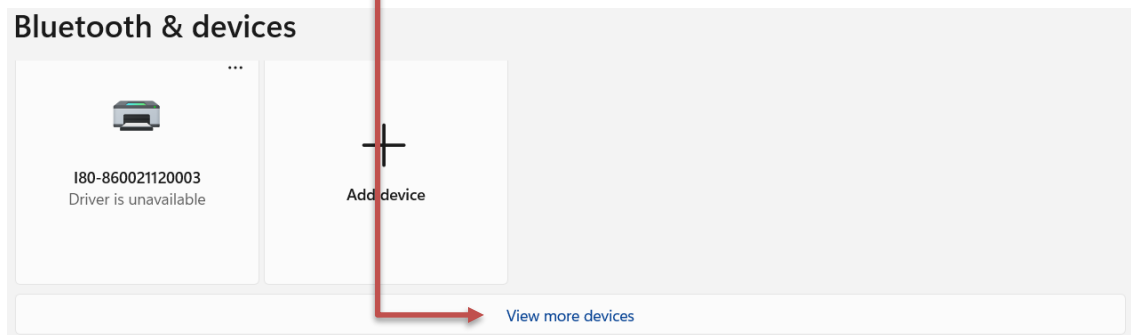 Bluetooth & devices
...
I80-860021120003
Driver is unavailable
Add device
View more devices